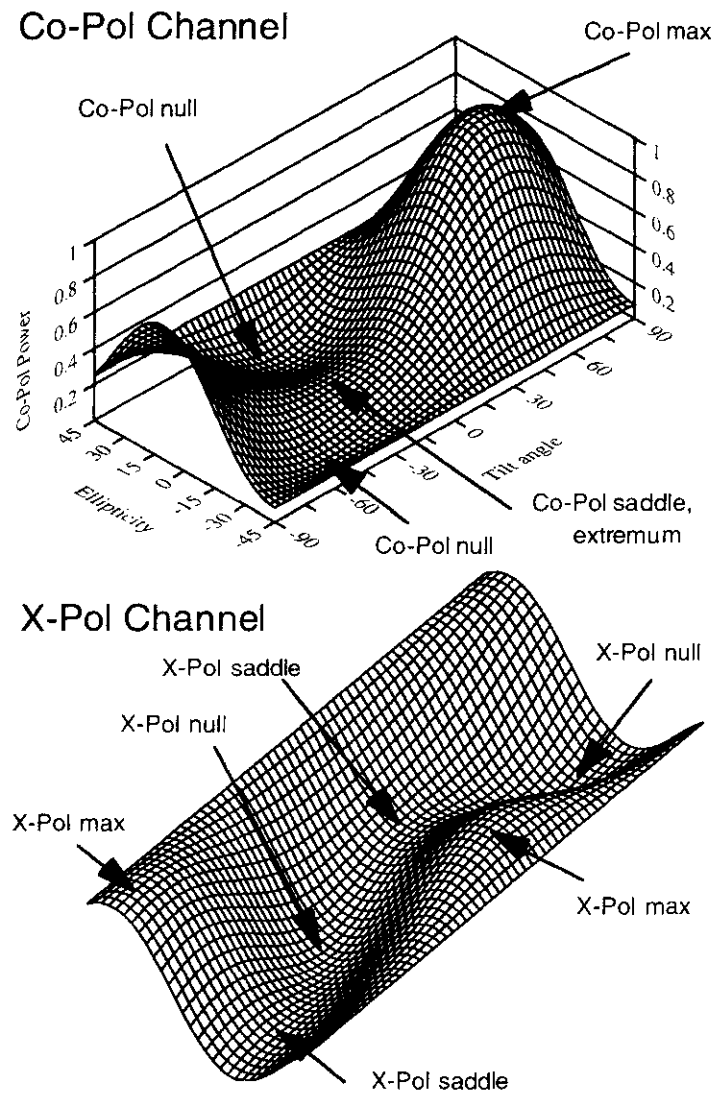 Co-Pol Channel
Co-Pol max
Co-Pol null
1
0.8
0.6
0.4
0.2
Co-Pol Power
1
0.8
0.6
0.4
0.2
45
30
15
0
-15
-30
-45
Ellipticity
-90
-60
-30
0
30
60
90
Tilt angle
Co-Pol saddle,
extremum
Co-Pol null
X-Pol Channel
X-Pol saddle
X-Pol null
X-Pol null
X-Pol max
X-Pol max
X-Pol saddle